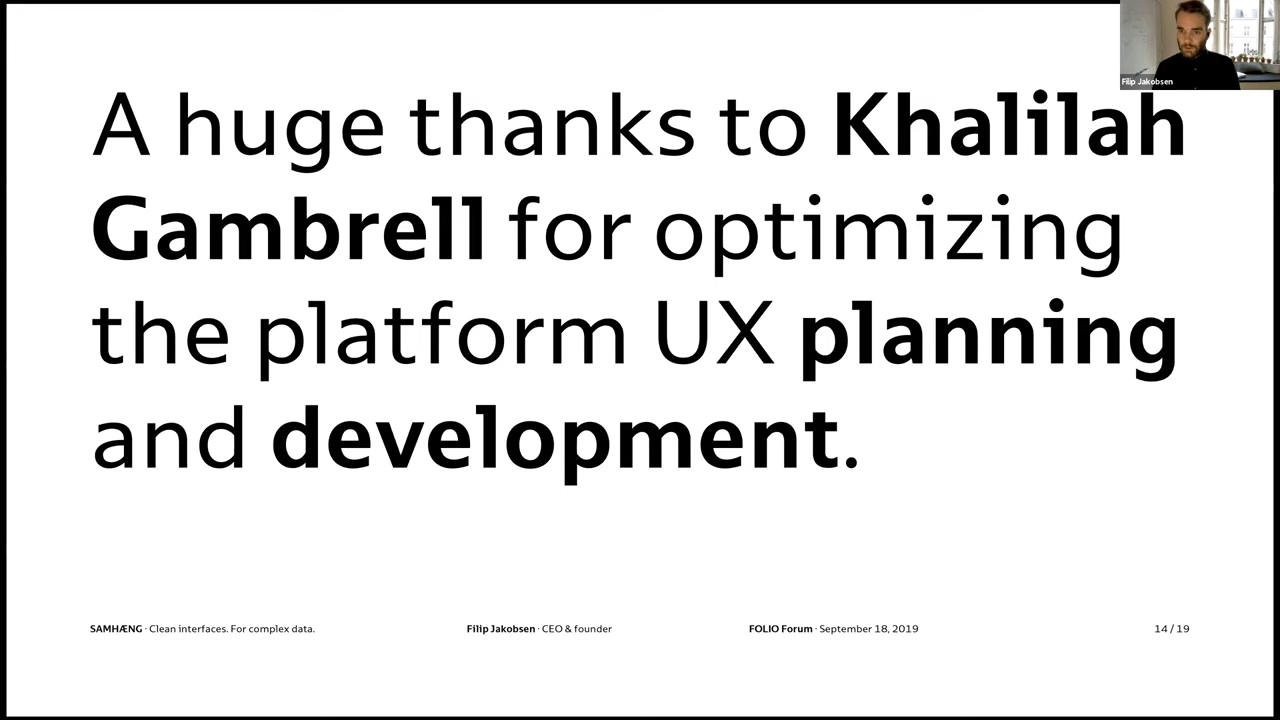 A huge thanks to Khalilah
Gambrell for optimizing
the platform UX planning
and development.
Filip Jakobsen
SAMHÆNG · Clean interfaces. For complex data.
Filip Jakobsen · CEO & founder
FOLIO Forum · September 18, 2019
14 / 19